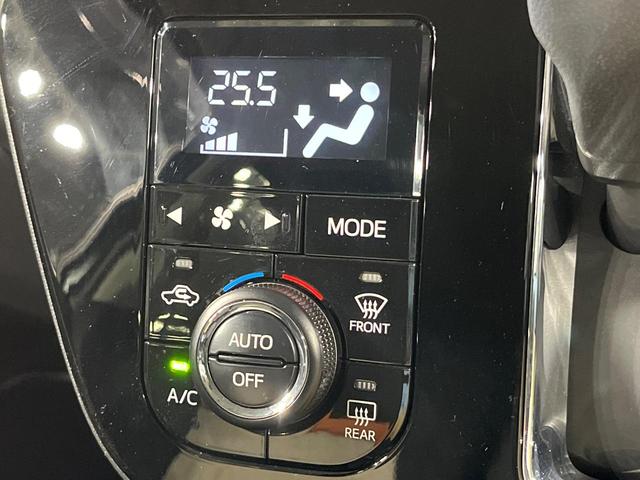 25.5
MODE
FRONT
AUTO
OFF
A/C
REAR